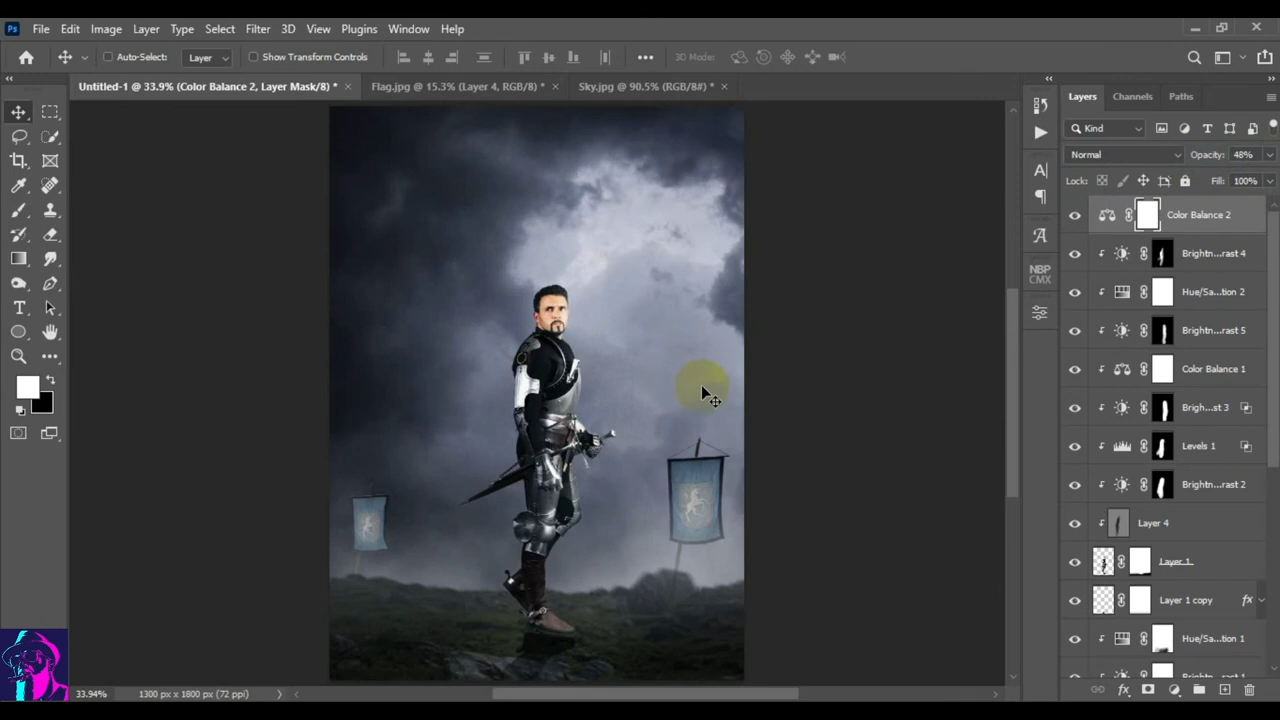 Ps File Edit Image Layer Type Select Filter 3D View Plugins Window Help
Auto-Select: Layer Show Transform Controls 3D Mode:
Untitled-1 @ 33.9% (Color Balance 2, Layer Mask/8) * × Flag.jpg @ 15.3% (Layer 4, RGB/8) * × Sky.jpg @ 90.5% (RGB/8#) * ×
Layers Channels Paths
Kind
Normal Opacity: 48%
Lock: Fill: 100%
Color Balance 2
Brightn...rast 4
Hue/Sa...tion 2
Brightn...rast 5
Color Balance 1
Brigh...st 3
Levels 1
Brightn...rast 2
Layer 4
Layer 1
Layer 1 copy fx
Hue/Sa...tion 1
NBP
CMX
33.94% 1300 px x 1800 px (72 ppi)
fx